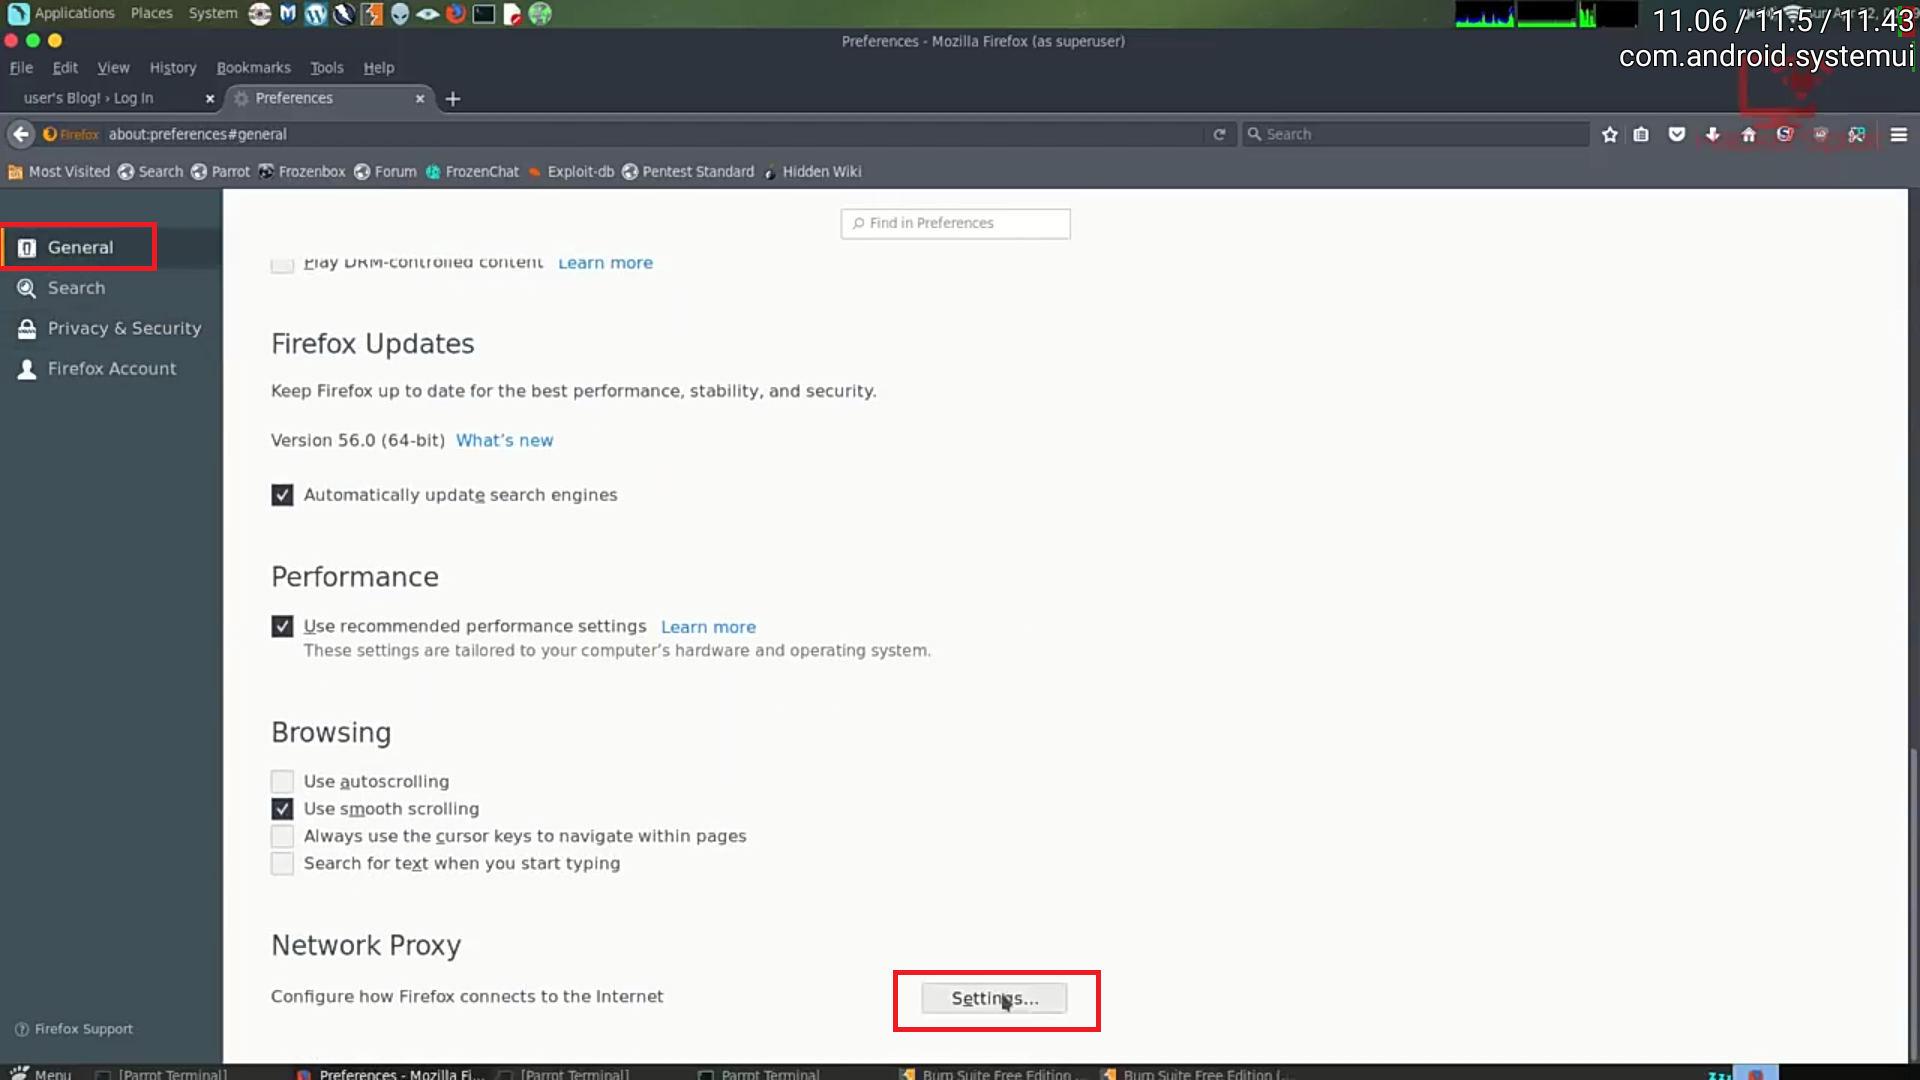 Applications Places System
11.06 / 11.5 / 11.43
Preferences - Mozilla Firefox (as superuser)
com.android.systemui
File Edit View History Bookmarks Tools Help
user's Blog! › Log In
Preferences
Firefox about:preferences#general
Search
Most Visited Search Parrot Frozenbox Forum FrozenChat Exploit-db Pentest Standard Hidden Wiki
Find in Preferences
General
Search
Privacy & Security
Firefox Account
Play DRM-controlled content Learn more
Firefox Updates
Keep Firefox up to date for the best performance, stability, and security.
Version 56.0 (64-bit) What's new
Automatically update search engines
Performance
Use recommended performance settings Learn more
These settings are tailored to your computer's hardware and operating system.
Browsing
Use autoscrolling
Use smooth scrolling
Always use the cursor keys to navigate within pages
Search for text when you start typing
Network Proxy
Configure how Firefox connects to the Internet
Settings...
Firefox Support
Menu [Parrot Terminal] Preferences - Mozilla Fi... [Parrot Terminal] Parrot Terminal Burp Suite Free Edition ... Burp Suite Free Edition (...